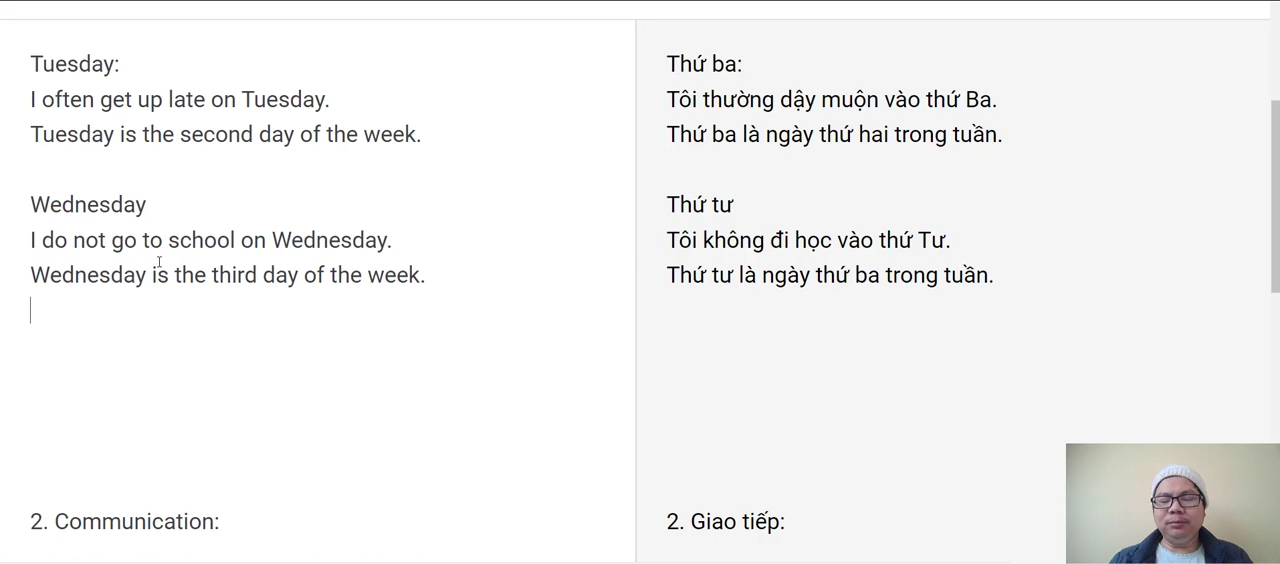 Tuesday:
I often get up late on Tuesday.
Tuesday is the second day of the week.
Wednesday
I do not go to school on Wednesday.
Wednesday is the third day of the week.
2. Communication:
Thứ ba:
Tôi thường dậy muộn vào thứ Ba.
Thứ ba là ngày thứ hai trong tuần.
Thứ tư
Tôi không đi học vào thứ Tư.
Thứ tư là ngày thứ ba trong tuần.
2. Giao tiếp: